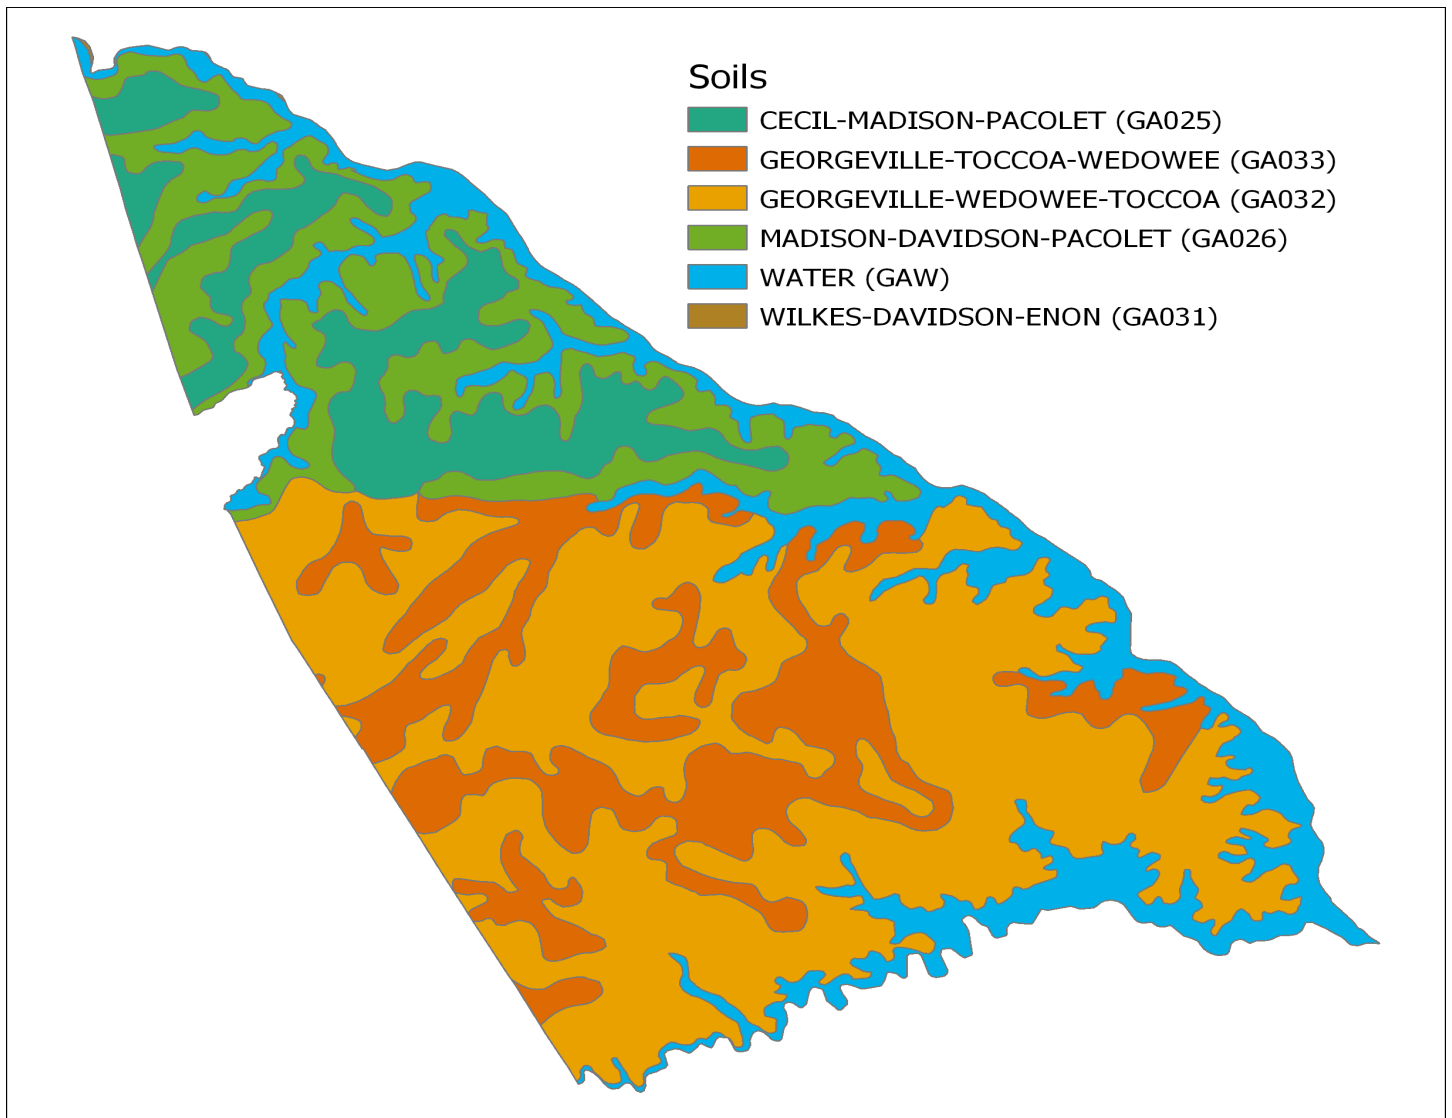 Soils
CECIL-MADISON-PACOLET (GA025)
GEORGEVILLE-TOCCOA-WEDOWEE (GA033)
GEORGEVILLE-WEDOWEE-TOCCOA (GA032)
MADISON-DAVIDSON-PACOLET (GA026)
WATER (GAW)
WILKES-DAVIDSON-ENON (GA031)